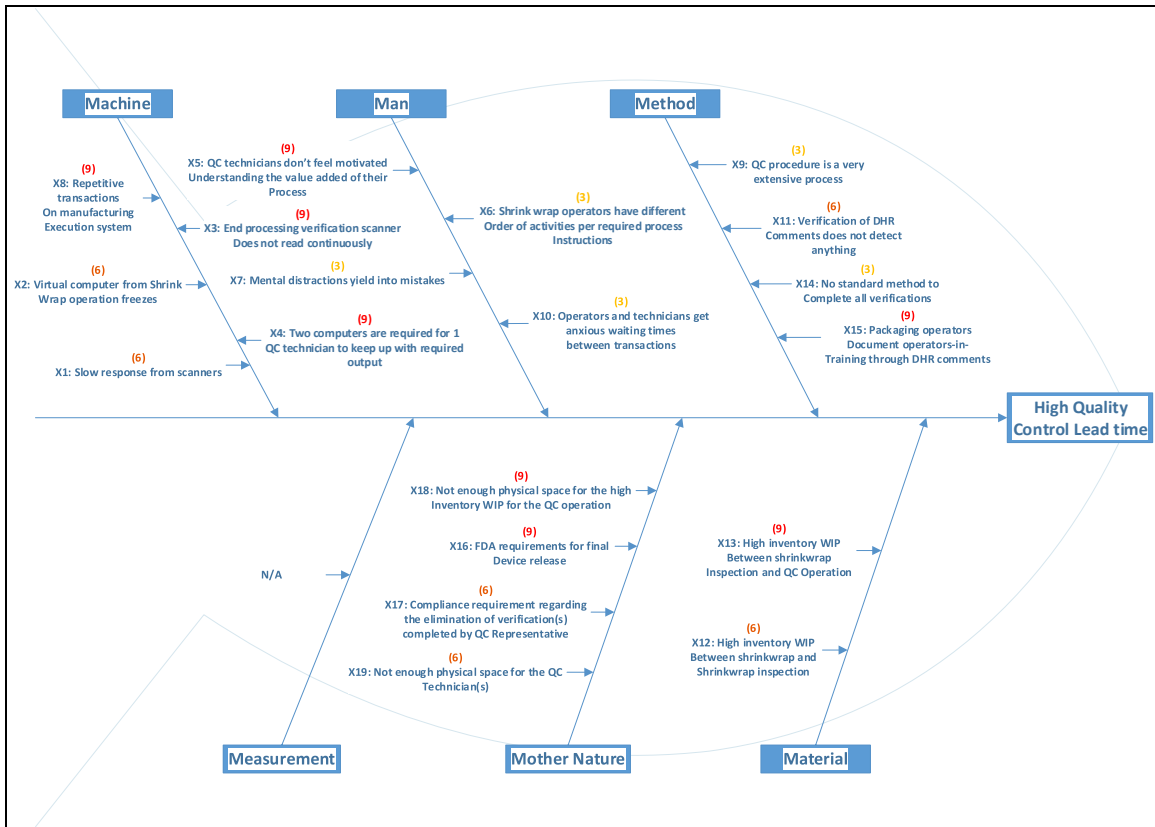 Machine
Man
Method
(9)
X8: Repetitive
transactions
On manufacturing
Execution system
(9)
X3: End processing verification scanner
Does not read continuously
(6)
X2: Virtual computer from Shrink
Wrap operation freezes
(9)
X4: Two computers are required for 1
QC technician to keep up with required
output
(6)
X1: Slow response from scanners
(9)
X5: QC technicians don't feel motivated
Understanding the value added of their
Process
(3)
X6: Shrink wrap operators have different
Order of activities per required process
Instructions
(3)
X7: Mental distractions yield into mistakes
(3)
X10: Operators and technicians get
anxious waiting times
between transactions
(3)
X9: QC procedure is a very
extensive process
(6)
X11: Verification of DHR
Comments does not detect
anything
(3)
X14: No standard method to
Complete all verifications
(9)
X15: Packaging operators
Document operators-in-
Training through DHR comments
High Quality
Control Lead time
N/A
(9)
X18: Not enough physical space for the high
Inventory WIP for the QC operation
(9)
X16: FDA requirements for final
Device release
(6)
X17: Compliance requirement regarding
the elimination of verification(s)
completed by QC Representative
(6)
X19: Not enough physical space for the QC
Technician(s)
(9)
X13: High inventory WIP
Between shrinkwrap
Inspection and QC Operation
(6)
X12: High inventory WIP
Between shrinkwrap and
Shrinkwrap inspection
Measurement
Mother Nature
Material